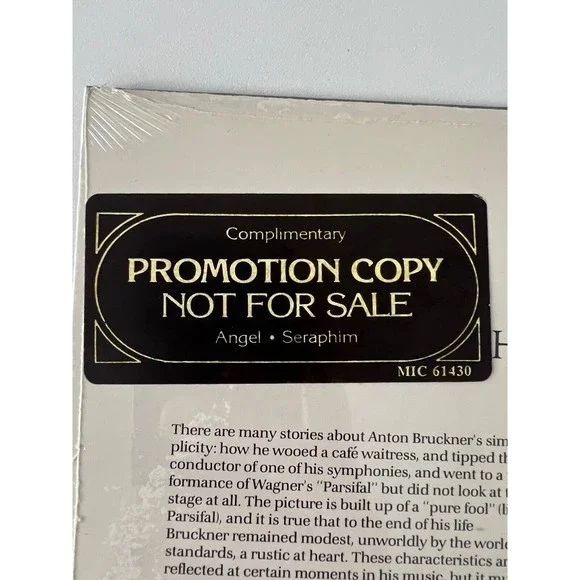 Complimentary
PROMOTION COPY
NOT FOR SALE
Angel • Seraphim
MIC 61430
H
There are many stories about Anton Bruckner's sim
plicity: how he wooed a café waitress, and tipped th
conductor of one of his symphonies, and went to a
formance of Wagner's "Parsifal" but did not look at t
stage at all. The picture is built up of a "pure fool" (li
Parsifal), and it is true that to the end of his life
Bruckner remained modest, unworldly by the worl
standards, a rustic at heart. These characteristics ar
reflected at certain moments in his music, but it mu